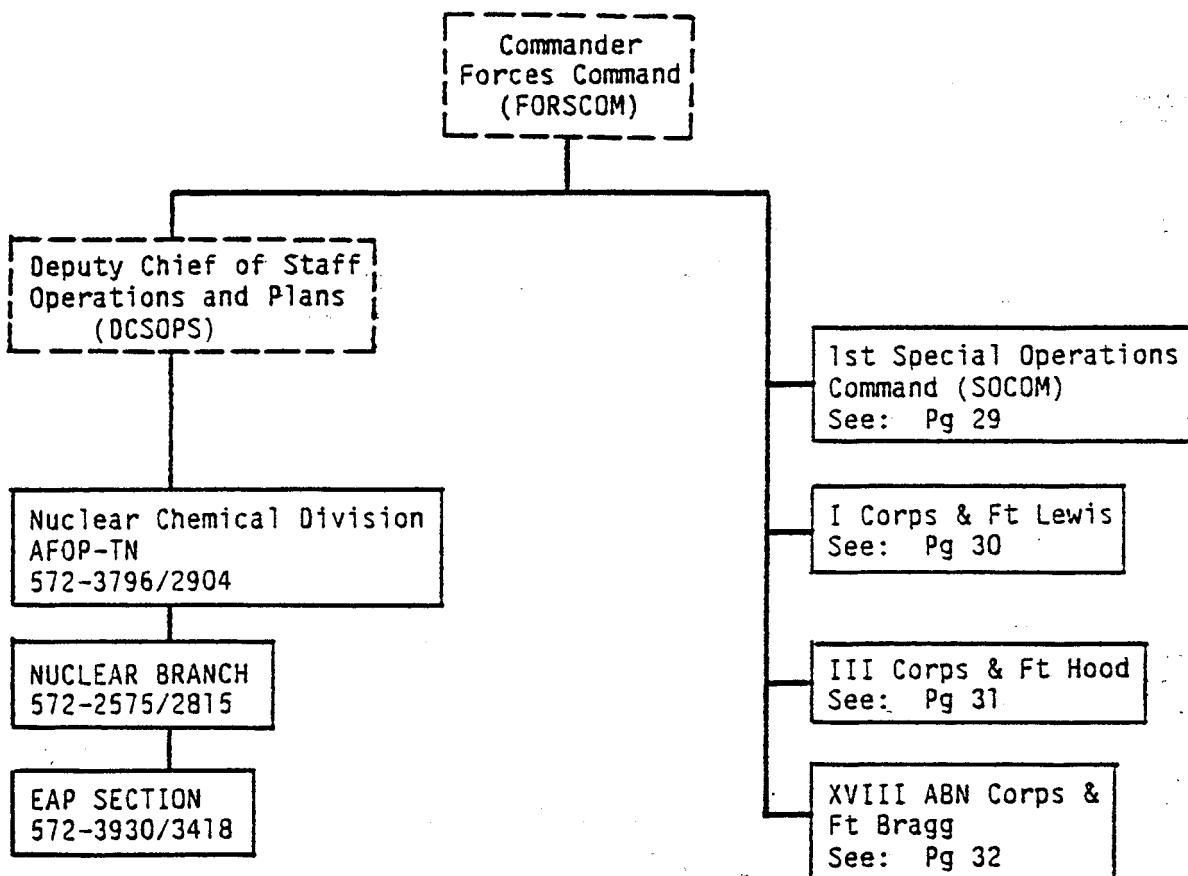 Commander
Forces Command
(FORSCOM)
Deputy Chief of Staff
Operations and Plans
(DCSOPS)
Nuclear Chemical Division
AFOP-TN
572-3796/2904
NUCLEAR BRANCH
572-2575/2815
EAP SECTION
572-3930/3418
1st Special Operations
Command (SOCOM)
See: Pg 29
I Corps & Ft Lewis
See: Pg 30
III Corps & Ft Hood
See: Pg 31
XVIII ABN Corps &
Ft Bragg
See: Pg 32